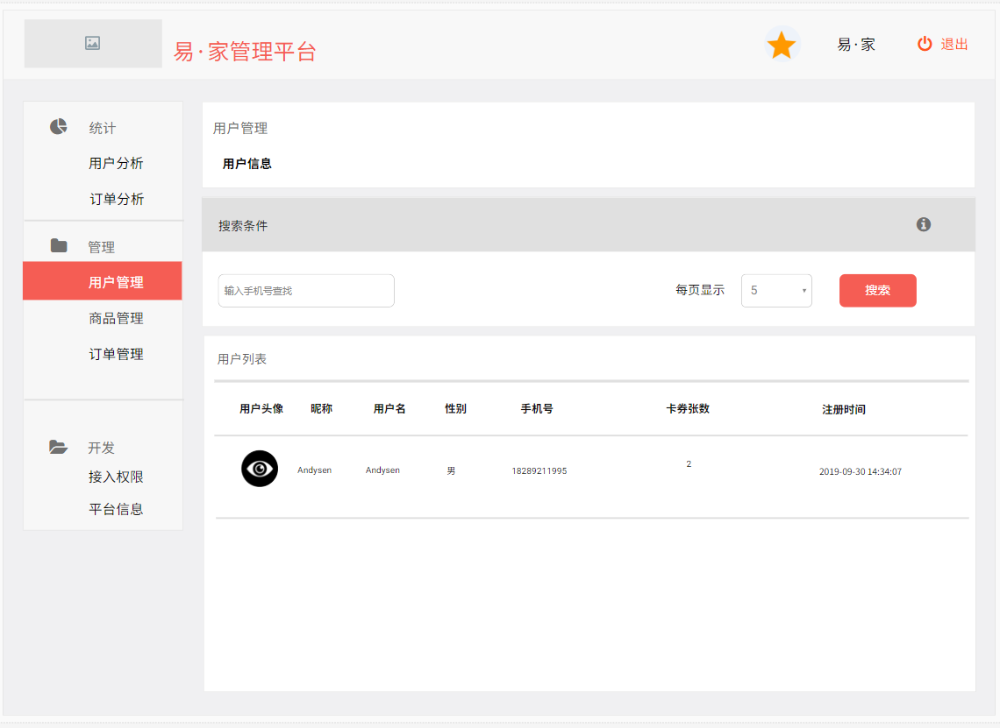 易·家管理平台
易·家
退出
统计
用户分析
订单分析
管理
用户管理
商品管理
订单管理
开发
接入权限
平台信息
用户管理
用户信息
搜索条件
输入手机号查找
每页显示
5
搜索
用户列表
用户头像 昵称 用户名 性别 手机号 卡券张数 注册时间
Andysen Andysen 男 18289211995 2 2019-09-30 14:34:07